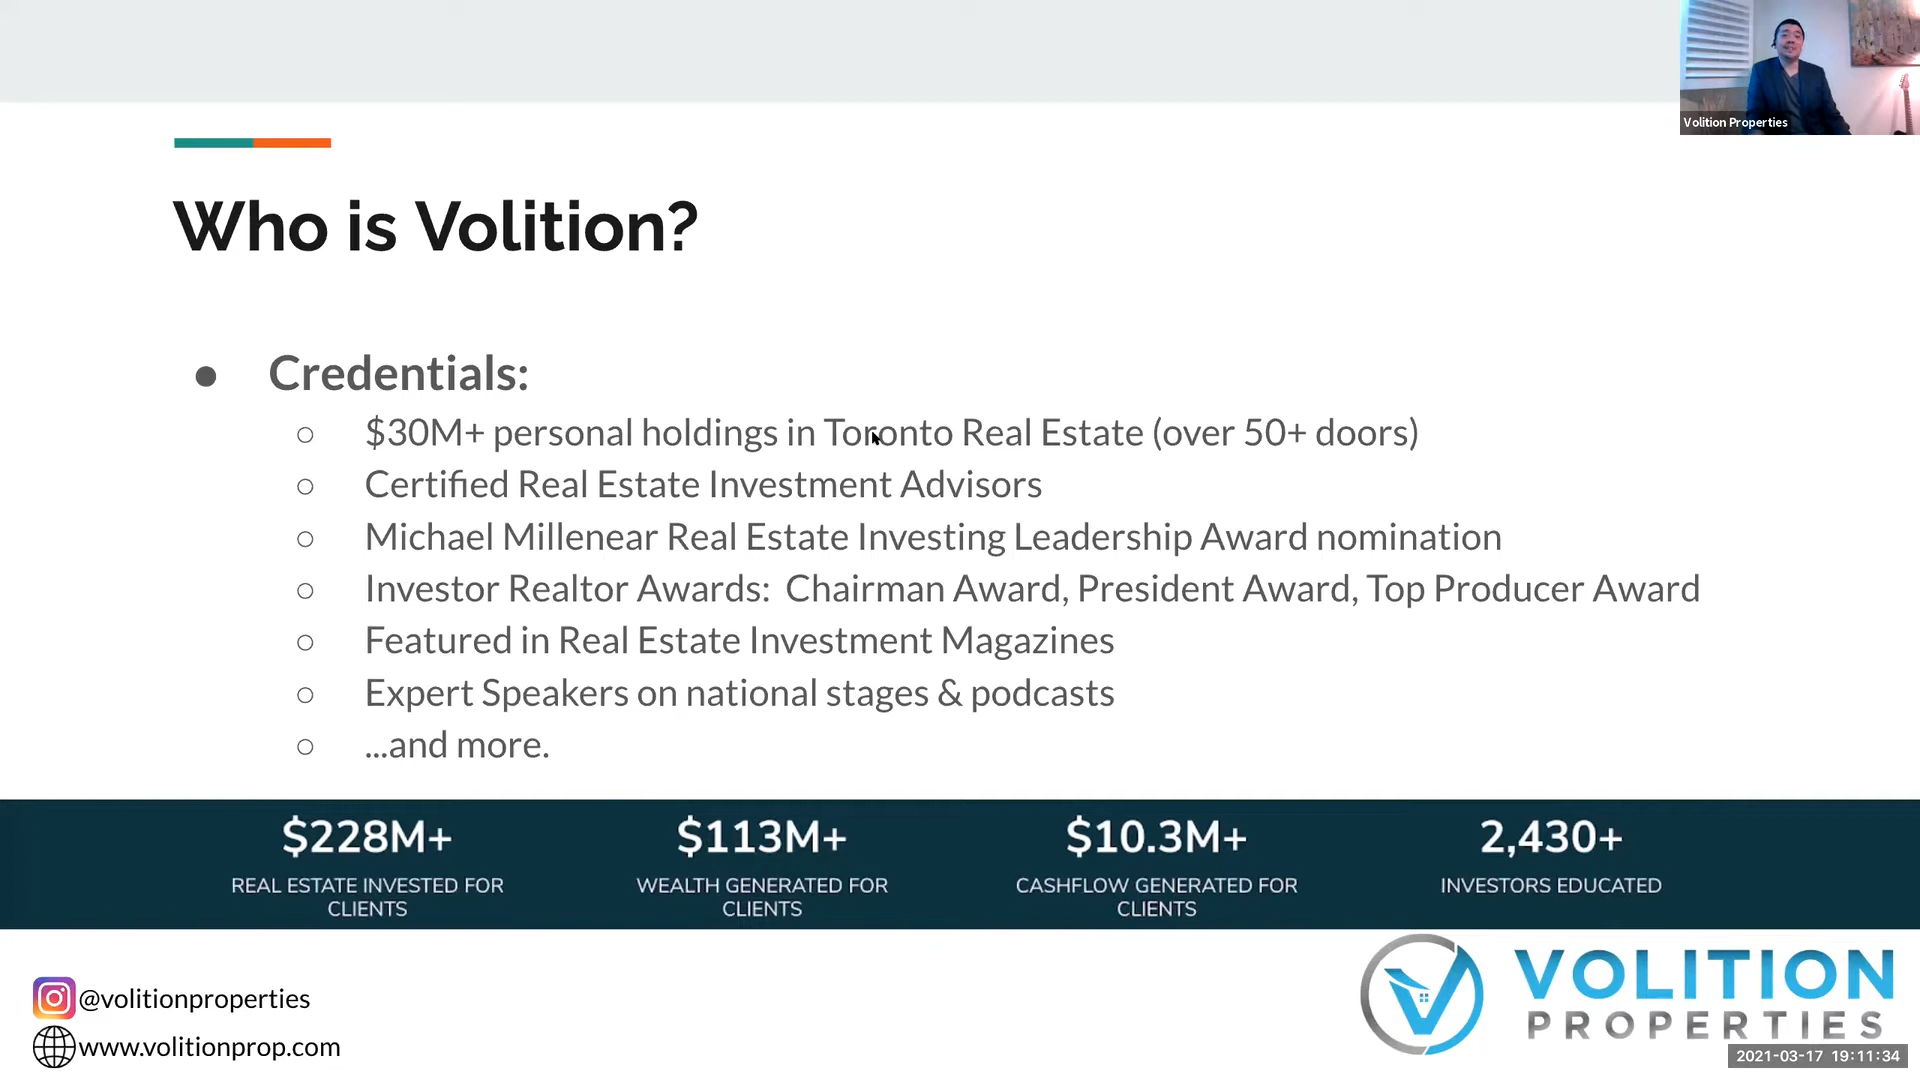 Volition Properties
Who is Volition?
● Credentials:
○ $30M+ personal holdings in Toronto Real Estate (over 50+ doors)
○ Certified Real Estate Investment Advisors
○ Michael Millenear Real Estate Investing Leadership Award nomination
○ Investor Realtor Awards: Chairman Award, President Award, Top Producer Award
○ Featured in Real Estate Investment Magazines
○ Expert Speakers on national stages & podcasts
○ ...and more.
$228M+
REAL ESTATE INVESTED FOR
CLIENTS
$113M+
WEALTH GENERATED FOR
CLIENTS
$10.3M+
CASHFLOW GENERATED FOR
CLIENTS
2,430+
INVESTORS EDUCATED
@volitionproperties
www.volitionprop.com
VOLITION
PROPERTIES
2021-03-17 19:11:34